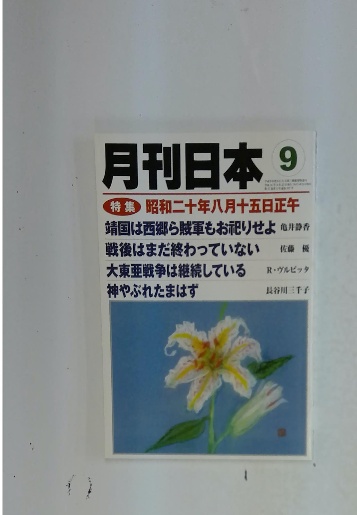 月刊日本 9
特集 昭和二十年八月十五日正午
靖国は西郷ら賊軍もお祀りせよ 亀井静香
戦後はまだ終わっていない 佐藤 優
大東亜戦争は継続している R・ヴルピッタ
神やぶれたまはず 長谷川三千子